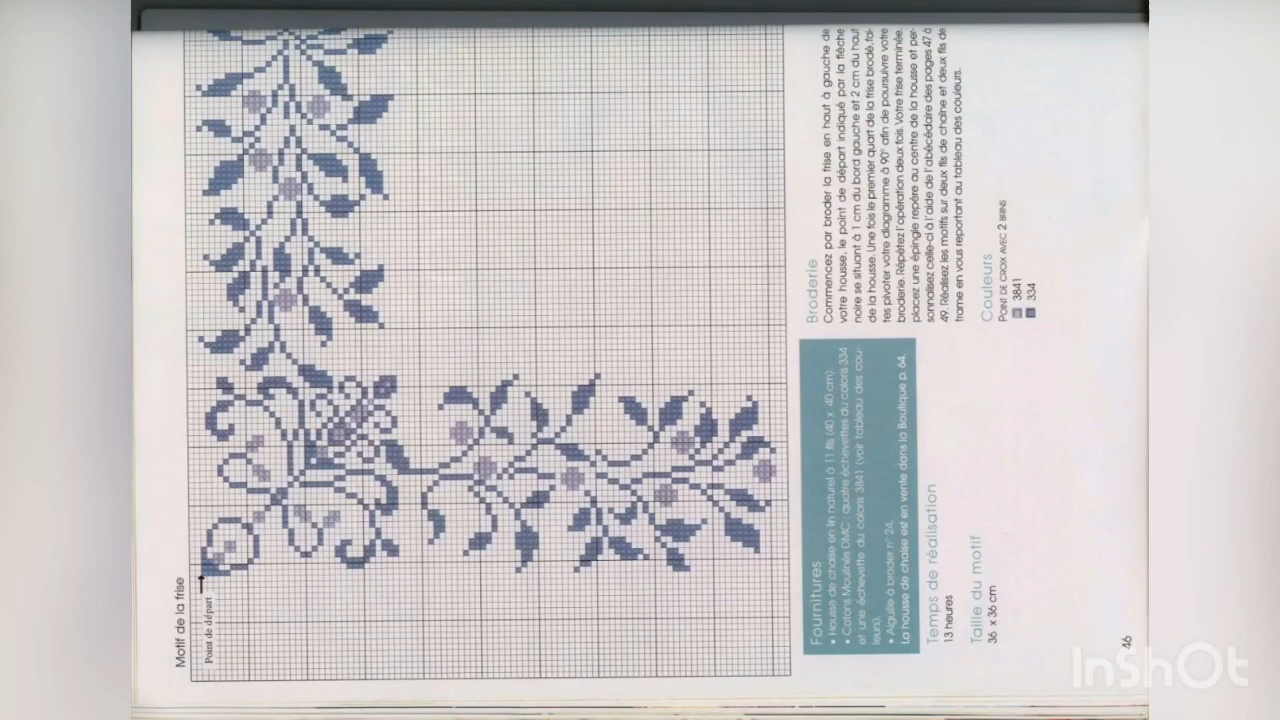 Motif de la frise
Point de départ
Fournitures
• Housse de chaise en lin naturel à 11 fils (40 x 40 cm).
• Cotons Moulinés DMC : quatre échevettes du coloris 334
et une échevette du coloris 3841 (voir tableau des cou-
leurs).
• Aiguille à broder n° 24.
La housse de chaise est en vente dans la Boutique p. 64.
Temps de réalisation
13 heures
Taille du motif
36 x 36 cm
Broderie
Commencez par broder la frise en haut à gauche de
votre housse, le point de départ indiqué par la flèche
noire se situant à 1 cm du bord gauche et 2 cm du haut
de la housse. Une fois le premier quart de la frise brodé, fai-
tes pivoter votre diagramme à 90° afin de poursuivre votre
broderie. Répétez l'opération deux fois. Votre frise terminée,
placez une épingle repère au centre de la housse et per-
sonnalisez celle-ci à l'aide de l'abécédaire des pages 47 à
49. Réalisez les motifs sur deux fils de chaîne et deux fils de
trame en vous reportant au tableau des couleurs.
Couleurs
POINT DE CROIX AVEC 2 BRINS
3841
334
46
InShOt